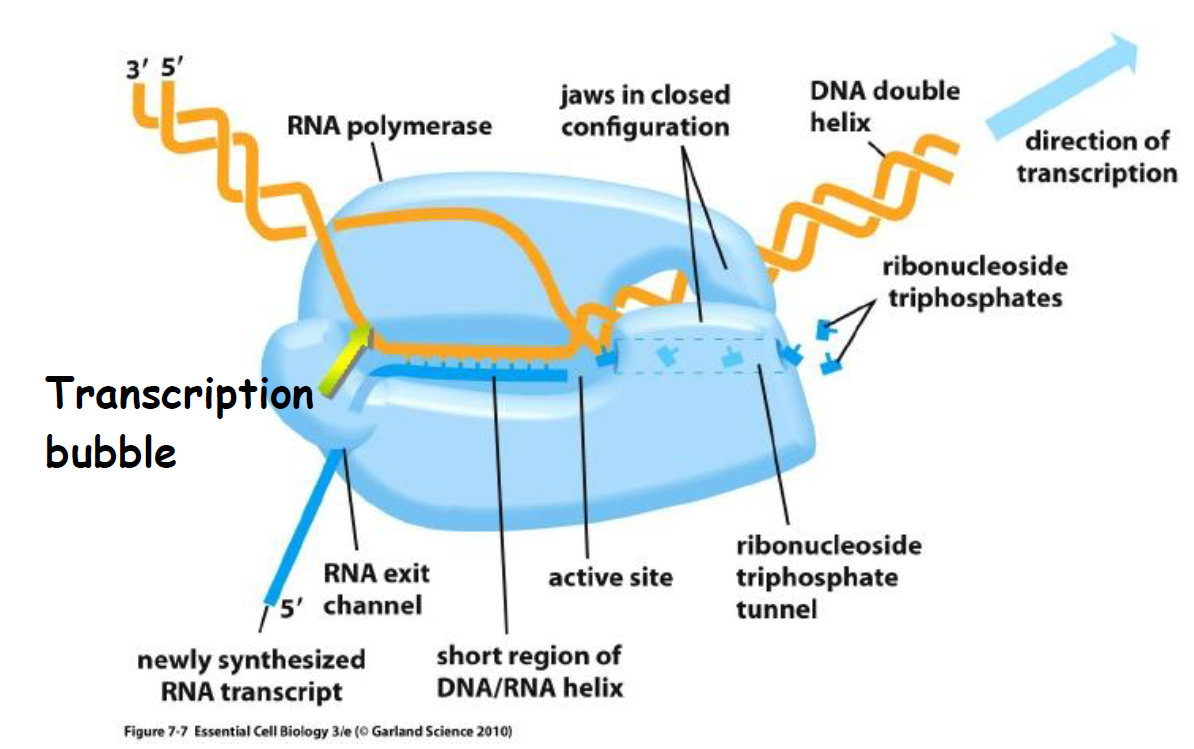 3′ 5′
RNA polymerase
jaws in closed
configuration
DNA double
helix
direction of
transcription
ribonucleoside
triphosphates
Transcription
bubble
RNA exit
channel
5′
newly synthesized
RNA transcript
short region of
DNA/RNA helix
active site
ribonucleoside
triphosphate
tunnel
Figure 7-7 Essential Cell Biology 3/e (© Garland Science 2010)